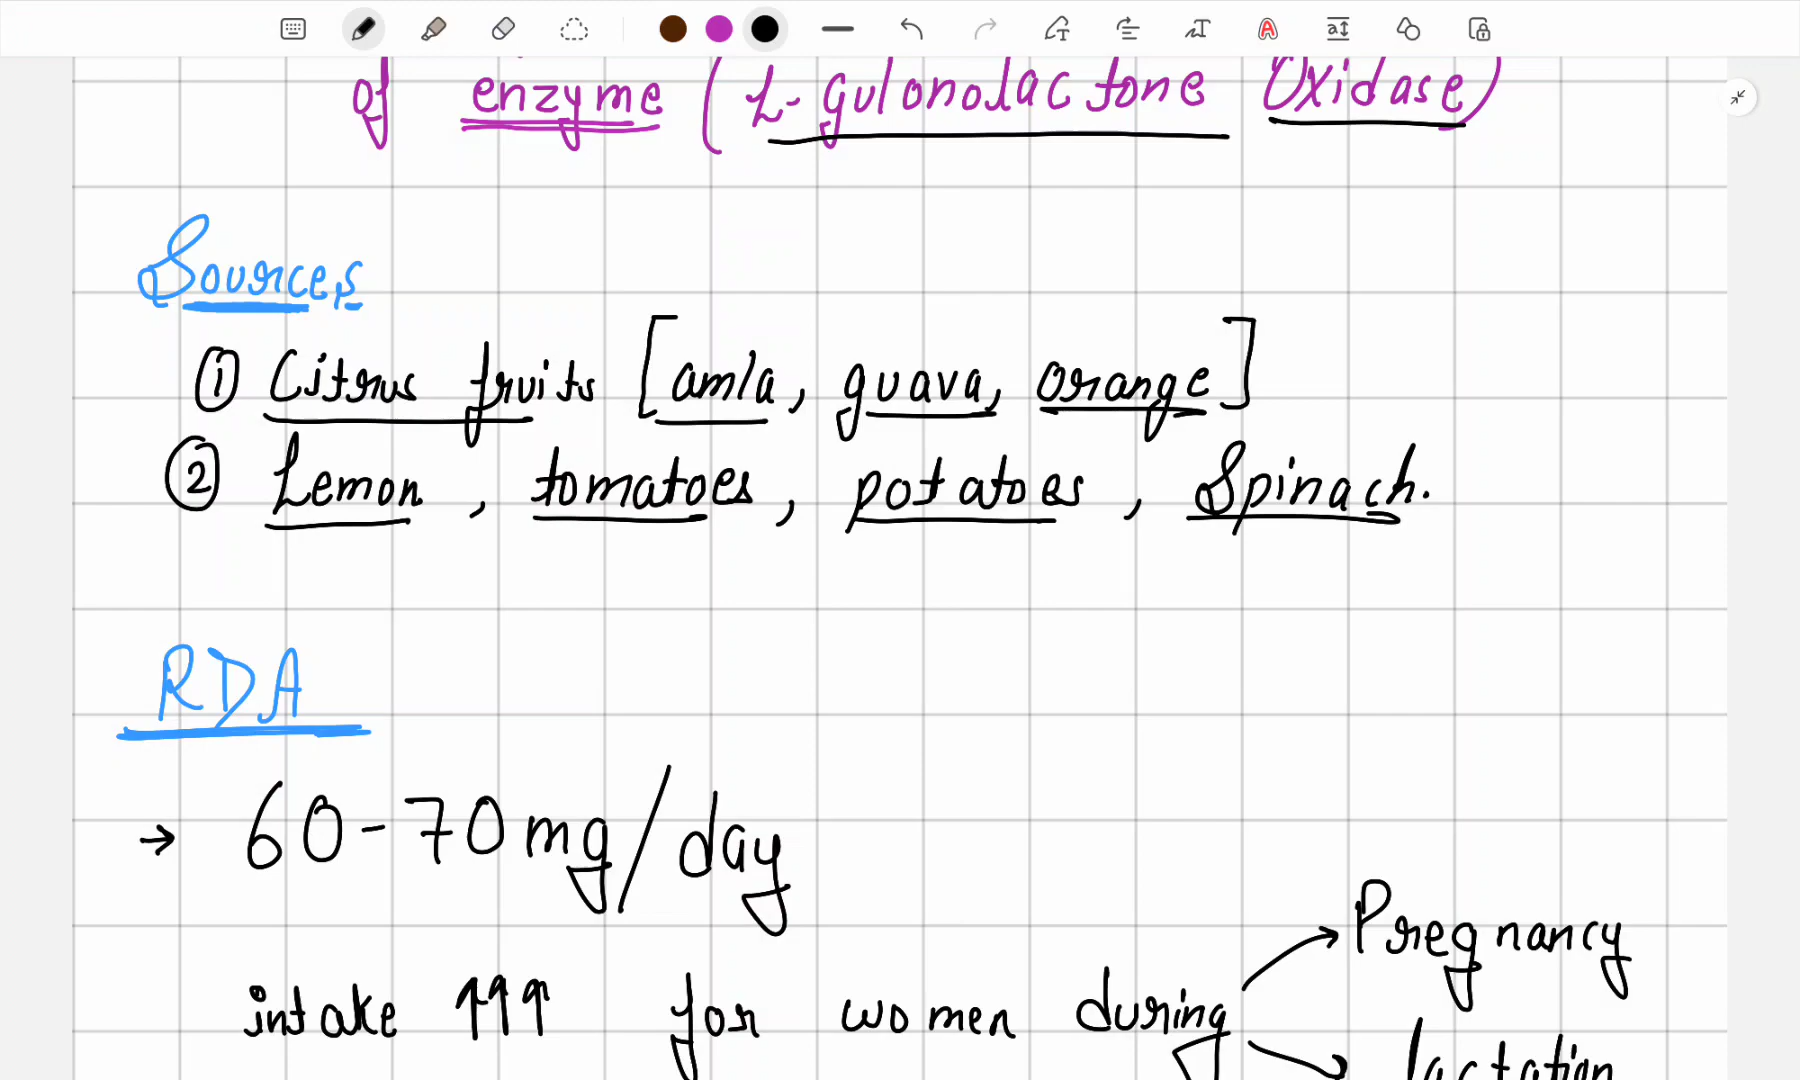 of enzyme (L-gulonolactone Oxidase)
Sources
① Citrus fruits [amla, guava, orange]
② Lemon, tomatoes, potatoes, Spinach.
RDA
→ 60-70mg/day
Pregnancy
intake ↑↑↑ for women during
lactation